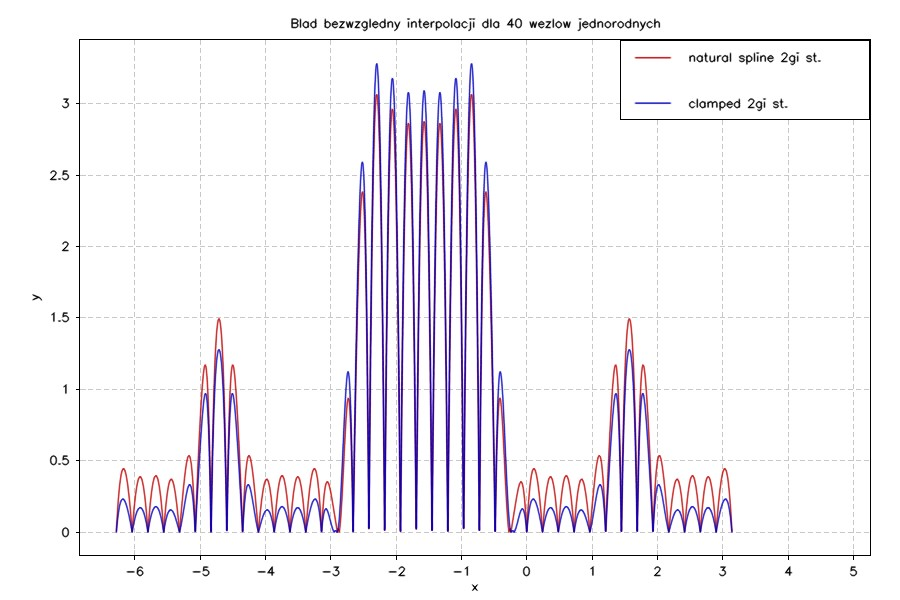 Blad bezwzgledny interpolacji dla 40 wezlow jednorodnych
natural spline 2gi st.
clamped 2gi st.
3
2.5
2
1.5
1
0.5
0
y
−6 −5 −4 −3 −2 −1 0 1 2 3 4 5
x